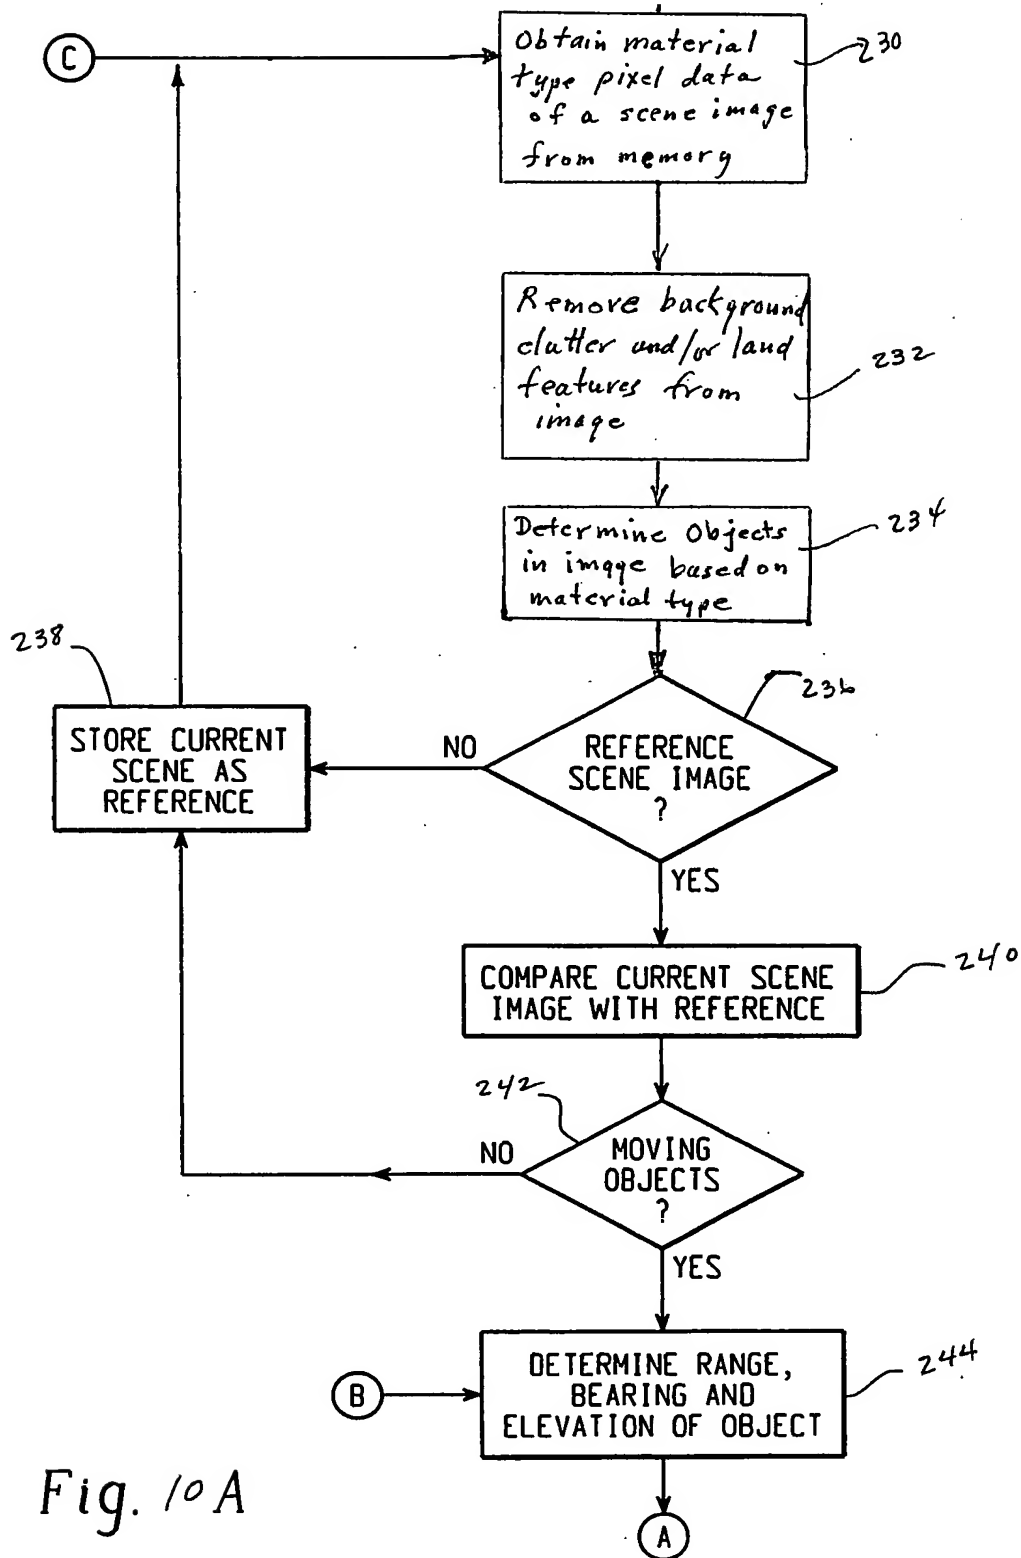 C
Obtain material
type pixel data
of a scene image
from memory
230
Remove background
clutter and/or land
features from
image
232
Determine Objects
in image based on
material type
234
238
STORE CURRENT
SCENE AS
REFERENCE
NO
REFERENCE
SCENE IMAGE
?
236
YES
COMPARE CURRENT SCENE
IMAGE WITH REFERENCE
240
242
NO
MOVING
OBJECTS
?
YES
B
DETERMINE RANGE,
BEARING AND
ELEVATION OF OBJECT
244
Fig. 10A
A